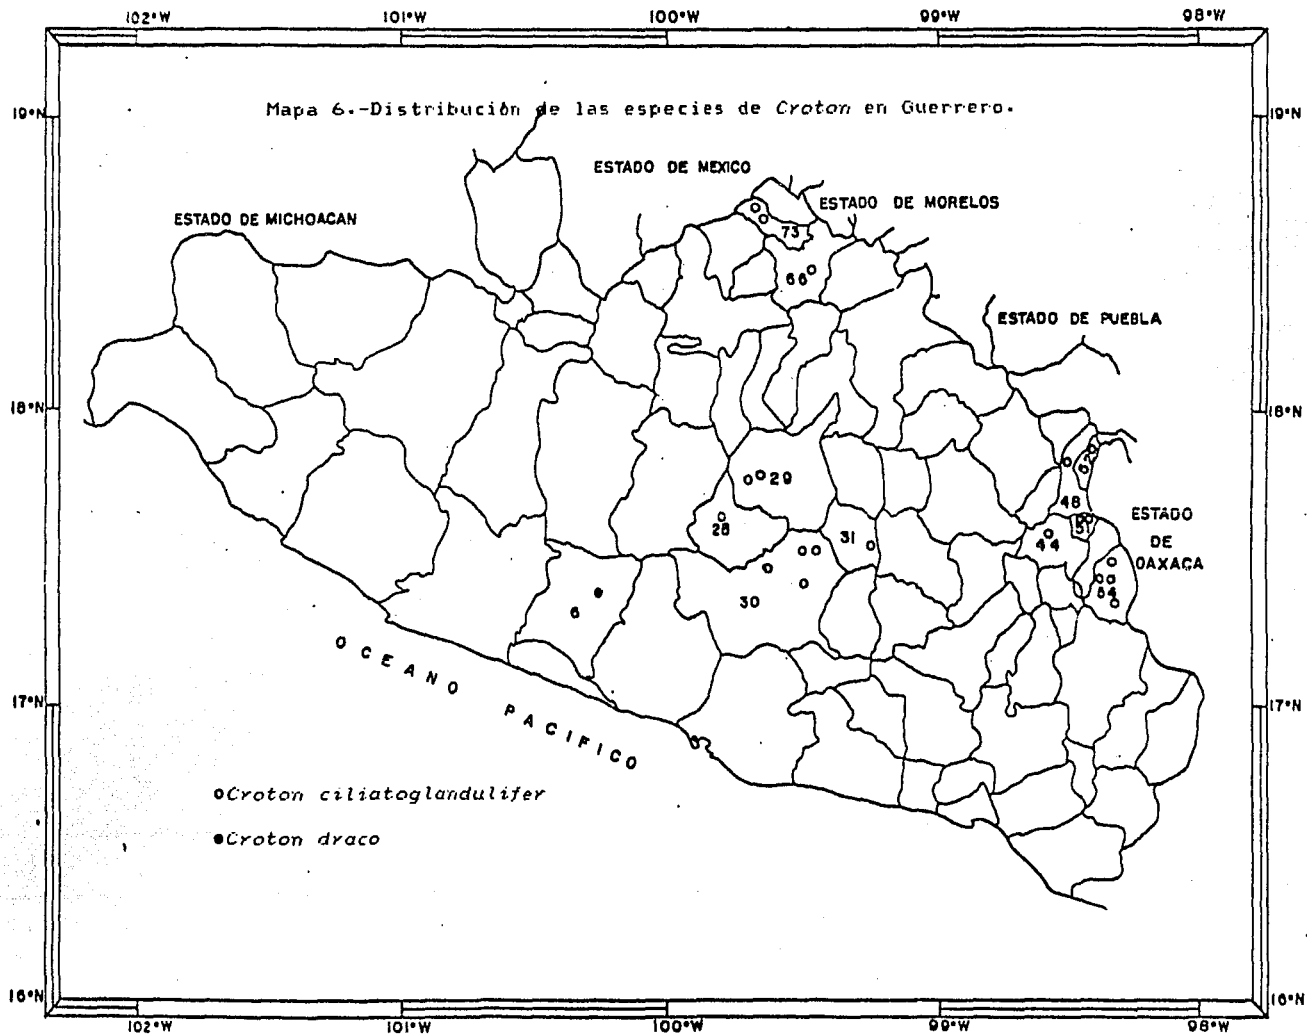 102°W 101°W 100°W 99°W 98°W
Mapa 6.-Distribución de las especies de Croton en Guerrero.
19°N 19°N
ESTADO DE MEXICO
ESTADO DE MORELOS
ESTADO DE MICHOACAN
73
66
ESTADO DE PUEBLA
18°N 18°N
29
48
28
31
44
51
ESTADO
DE
OAXACA
54
30
6
OCEANO
PACIFICO
17°N 17°N
Croton ciliatoglandulifer
Croton draco
16°N 16°N
102°W 101°W 100°W 99°W 98°W